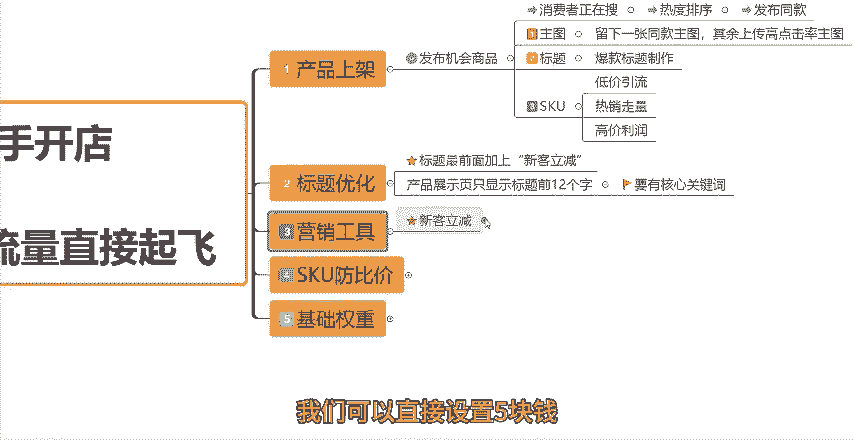 手开店
流量直接起飞
1 产品上架
发布机会商品
消费者正在搜 热度排序 发布同款
1 主图 留下一张同款主图，其余上传高点击率主图
2 标题 爆款标题制作
3 SKU
低价引流
热销走量
高价利润
2 标题优化
标题最前面加上“新客立减”
产品展示页只显示标题前12个字 要有核心关键词
3 营销工具
新客立减
4 SKU防比价
5 基础权重
我们可以直接设置5块钱